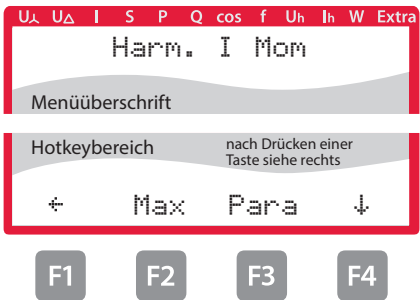 U⅄ U△ I S P Q cos f Uh Ih W Extra
Harm. I Mom
Menüüberschrift
Hotkeybereich
nach Drücken einer
Taste siehe rechts
← Max Para ↓
F1 F2 F3 F4